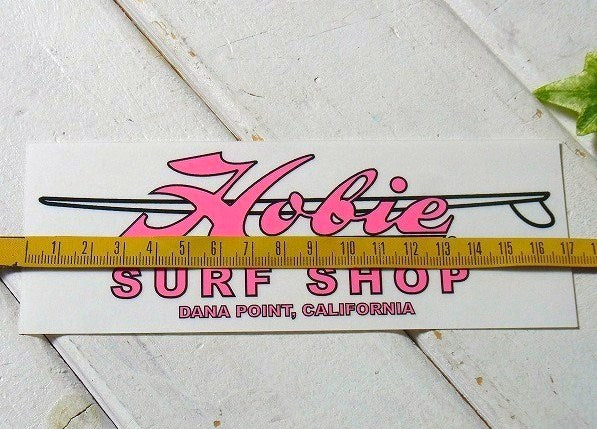 Hobie
1 2 3 4 5 6 7 8 9 10 11 12 13 14 15 16 17
SURF SHOP
DANA POINT, CALIFORNIA